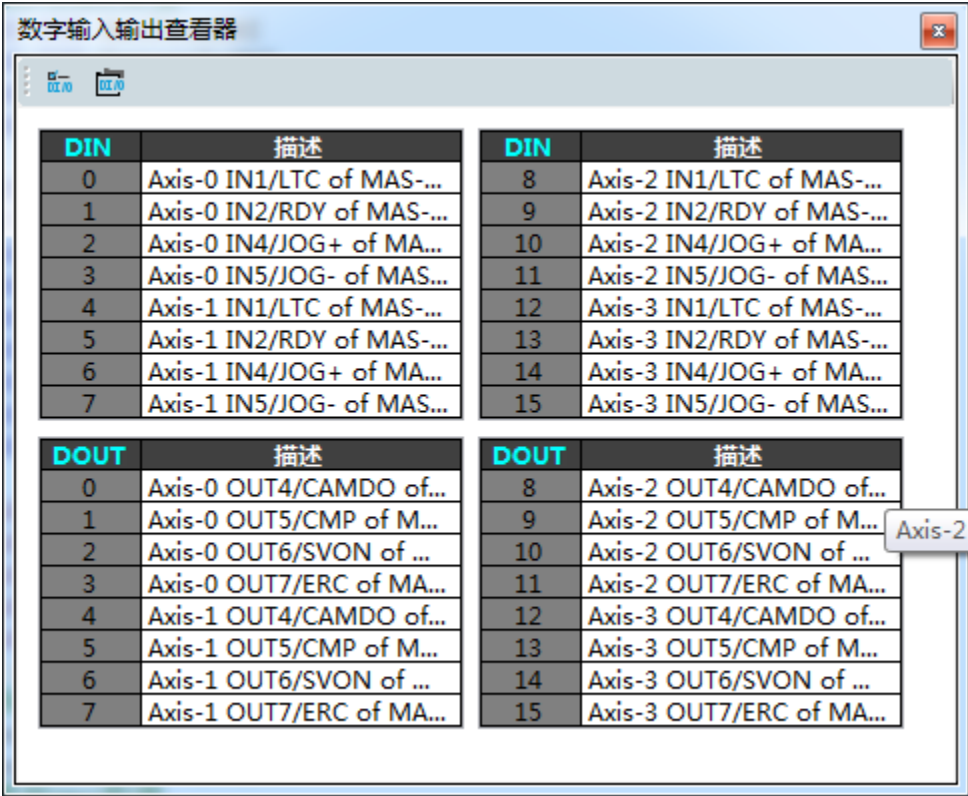 数字输入输出查看器
DI/O DI/O
DIN 描述
0 Axis-0 IN1/LTC of MAS-...
1 Axis-0 IN2/RDY of MAS-...
2 Axis-0 IN4/JOG+ of MA...
3 Axis-0 IN5/JOG- of MAS...
4 Axis-1 IN1/LTC of MAS-...
5 Axis-1 IN2/RDY of MAS-...
6 Axis-1 IN4/JOG+ of MA...
7 Axis-1 IN5/JOG- of MAS...
DIN 描述
8 Axis-2 IN1/LTC of MAS-...
9 Axis-2 IN2/RDY of MAS-...
10 Axis-2 IN4/JOG+ of MA...
11 Axis-2 IN5/JOG- of MAS...
12 Axis-3 IN1/LTC of MAS-...
13 Axis-3 IN2/RDY of MAS-...
14 Axis-3 IN4/JOG+ of MA...
15 Axis-3 IN5/JOG- of MAS...
DOUT 描述
0 Axis-0 OUT4/CAMDO of...
1 Axis-0 OUT5/CMP of M...
2 Axis-0 OUT6/SVON of ...
3 Axis-0 OUT7/ERC of MA...
4 Axis-1 OUT4/CAMDO of...
5 Axis-1 OUT5/CMP of M...
6 Axis-1 OUT6/SVON of ...
7 Axis-1 OUT7/ERC of MA...
DOUT 描述
8 Axis-2 OUT4/CAMDO of...
9 Axis-2 OUT5/CMP of M...
10 Axis-2 OUT6/SVON of ...
11 Axis-2 OUT7/ERC of MA...
12 Axis-3 OUT4/CAMDO of...
13 Axis-3 OUT5/CMP of M...
14 Axis-3 OUT6/SVON of ...
15 Axis-3 OUT7/ERC of MA...
Axis-2